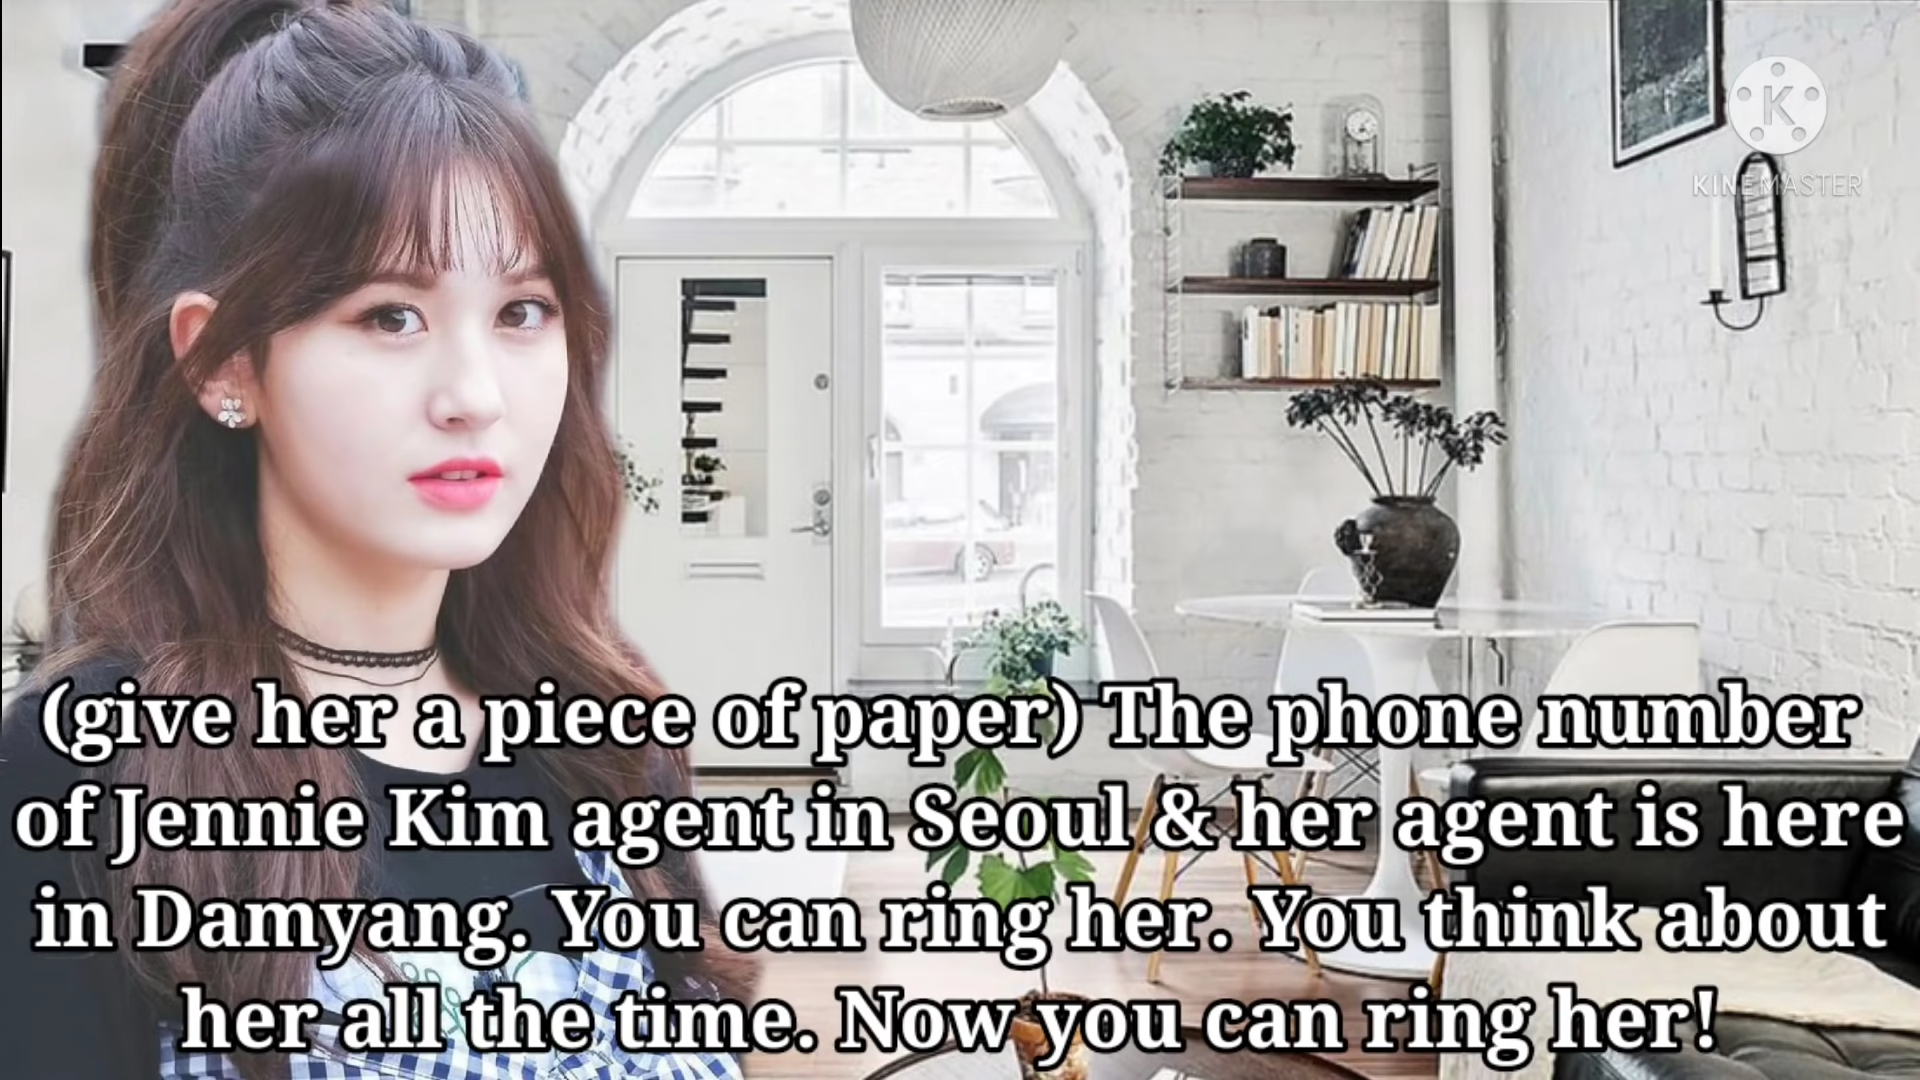 KINEMASTER
(give her a piece of paper) The phone number
of Jennie Kim agent in Seoul & her agent is here
in Damyang. You can ring her. You think about
her all the time. Now you can ring her!